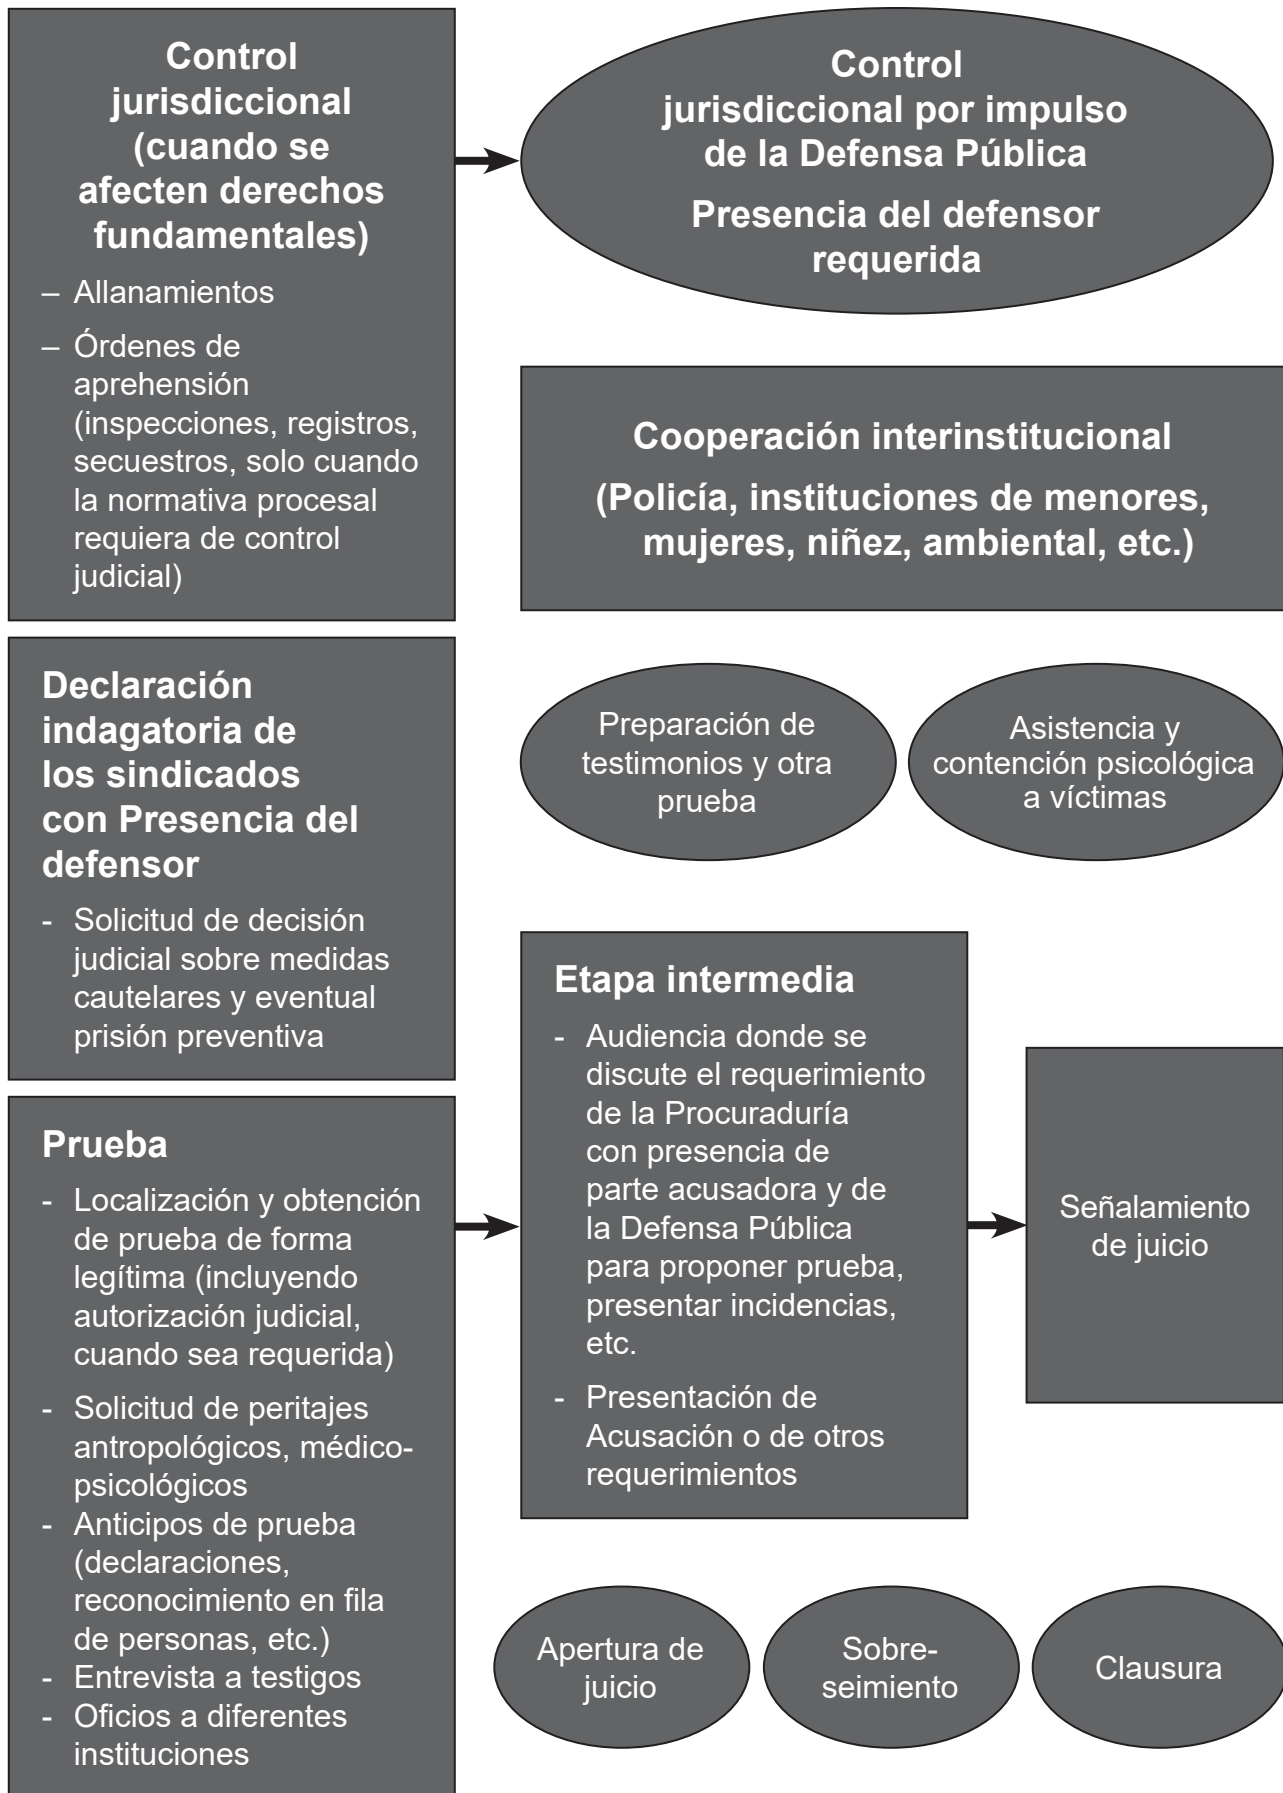 Control
jurisdiccional
(cuando se
afecten derechos
fundamentales)
– Allanamientos
– Órdenes de
aprehensión
(inspecciones, registros,
secuestros, solo cuando
la normativa procesal
requiera de control
judicial)
Control
jurisdiccional por impulso
de la Defensa Pública
Presencia del defensor
requerida
Cooperación interinstitucional
(Policía, instituciones de menores,
mujeres, niñez, ambiental, etc.)
Declaración
indagatoria de
los sindicados
con Presencia del
defensor
- Solicitud de decisión
judicial sobre medidas
cautelares y eventual
prisión preventiva
Preparación de
testimonios y otra
prueba
Asistencia y
contención psicológica
a víctimas
Prueba
- Localización y obtención
de prueba de forma
legítima (incluyendo
autorización judicial,
cuando sea requerida)
- Solicitud de peritajes
antropológicos, médico-
psicológicos
- Anticipos de prueba
(declaraciones,
reconocimiento en fila
de personas, etc.)
- Entrevista a testigos
- Oficios a diferentes
instituciones
Etapa intermedia
- Audiencia donde se
discute el requerimiento
de la Procuraduría
con presencia de
parte acusadora y de
la Defensa Pública
para proponer prueba,
presentar incidencias,
etc.
- Presentación de
Acusación o de otros
requerimientos
Señalamiento
de juicio
Apertura de
juicio
Sobre-
seimiento
Clausura